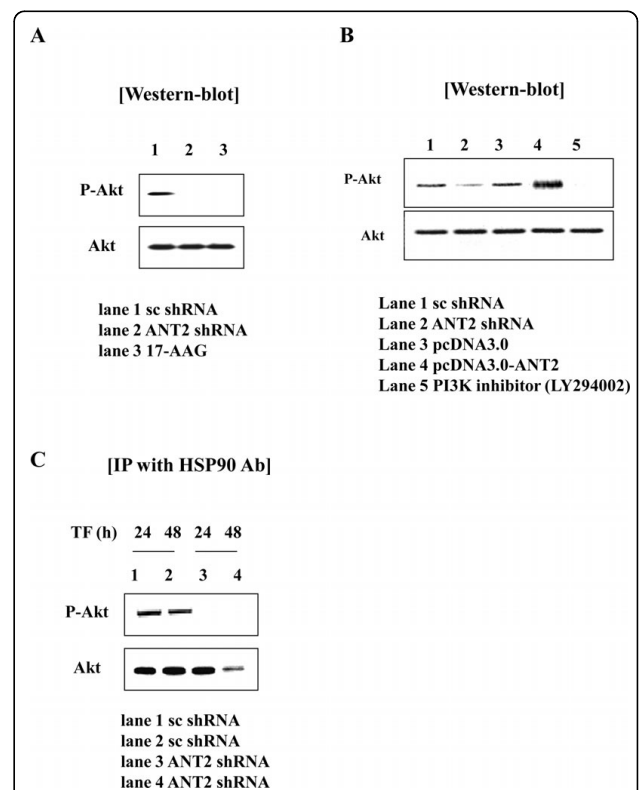 A
[Western-blot]
1 2 3
P-Akt
Akt
lane 1 sc shRNA
lane 2 ANT2 shRNA
lane 3 17-AAG
B
[Western-blot]
1 2 3 4 5
P-Akt
Akt
Lane 1 sc shRNA
Lane 2 ANT2 shRNA
Lane 3 pcDNA3.0
Lane 4 pcDNA3.0-ANT2
Lane 5 PI3K inhibitor (LY294002)
C
[IP with HSP90 Ab]
TF (h) 24 48 24 48
1 2 3 4
P-Akt
Akt
lane 1 sc shRNA
lane 2 sc shRNA
lane 3 ANT2 shRNA
lane 4 ANT2 shRNA